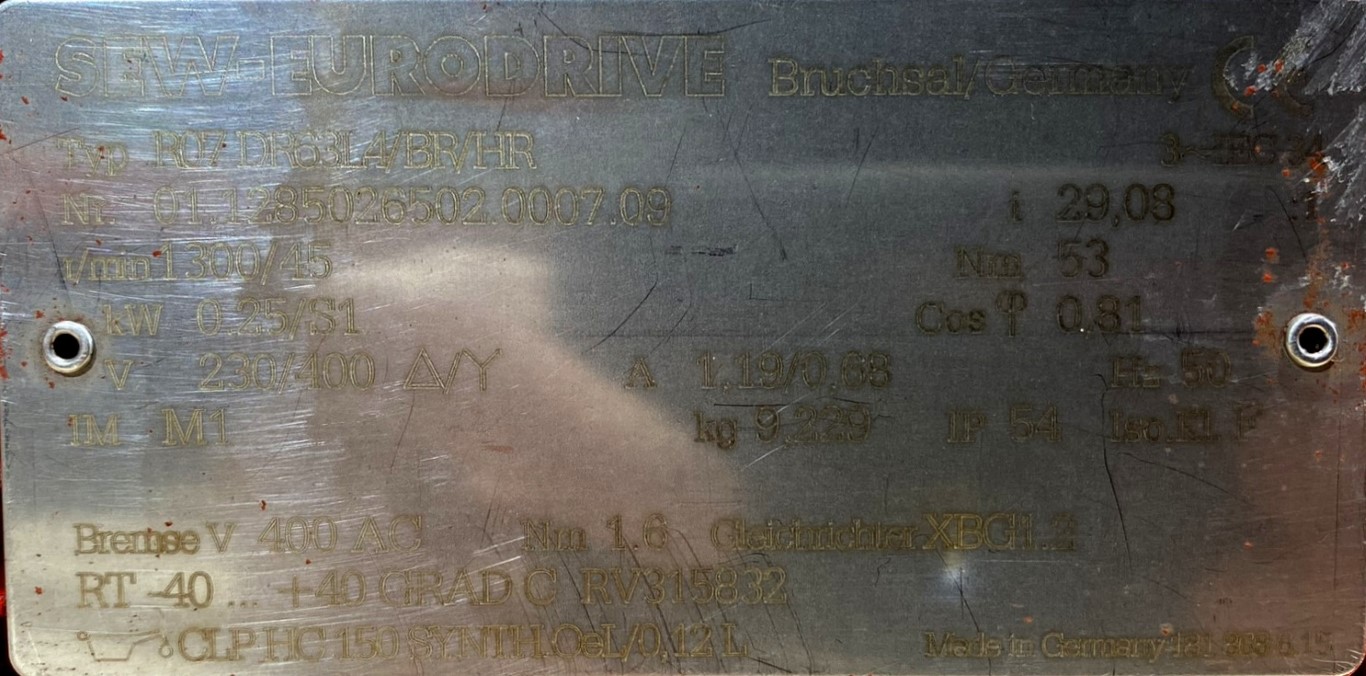 SEW-EURODRIVE Bruchsal/Germany CE
Typ R07 DR63L4/BR/HR 3~IEC 34
Nr. 01.1285026502.0007.09 i 29,08 :1
r/min 1300/45 Nm 53
kW 0.25/S1 Cos φ 0,81
V 230/400 Δ/Y A 1.19/0.68 Hz 50
IM M1 kg 9.229 IP 54 Iso.Kl. F
Bremse V 400 AC Nm 1.6 Gleichrichter XBG1.2
RT -40 ... +40 GRAD C RV315832
CLP HC 150 SYNTH.OeL/0,12 L Made in Germany